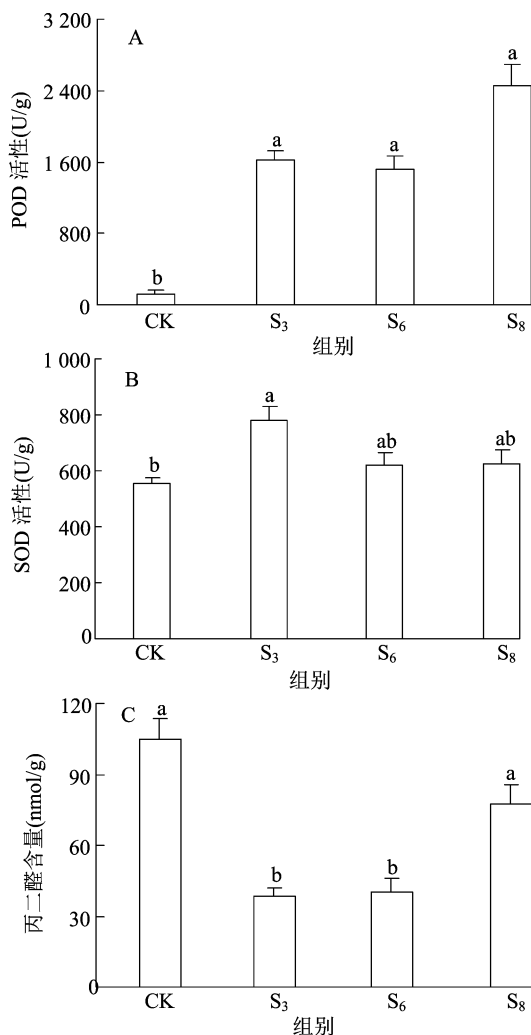 A
POD 活性(U/g)
3 200
2 400
1 600
800
0
b
a
a
a
CK
S₃
S₆
S₈
组别
B
SOD 活性(U/g)
1 000
800
600
400
200
0
b
a
ab
ab
CK
S₃
S₆
S₈
组别
C
丙二醛含量(nmol/g)
120
90
60
30
0
a
b
b
a
CK
S₃
S₆
S₈
组别